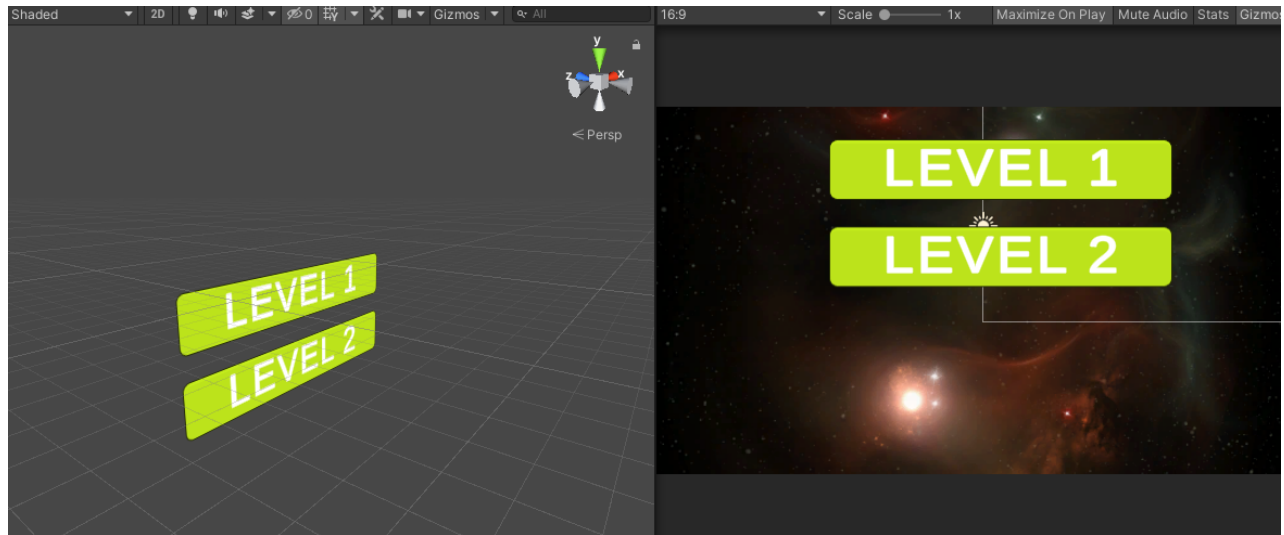 Shaded 2D 0 Gizmos All
y
z x
Persp
LEVEL 1
LEVEL 2
16:9 Scale 1x Maximize On Play Mute Audio Stats Gizmos
LEVEL 1
LEVEL 2